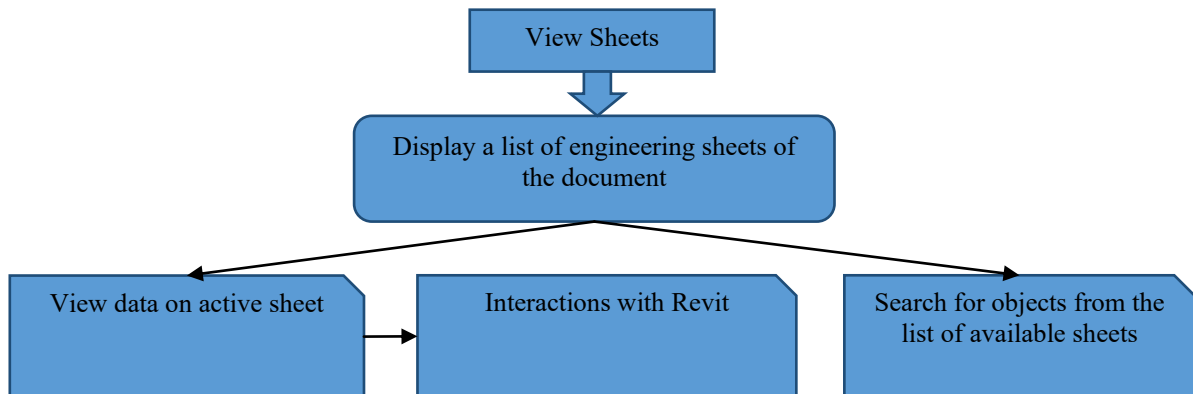 View Sheets
Display a list of engineering sheets of
the document
View data on active sheet
Interactions with Revit
Search for objects from the
list of available sheets